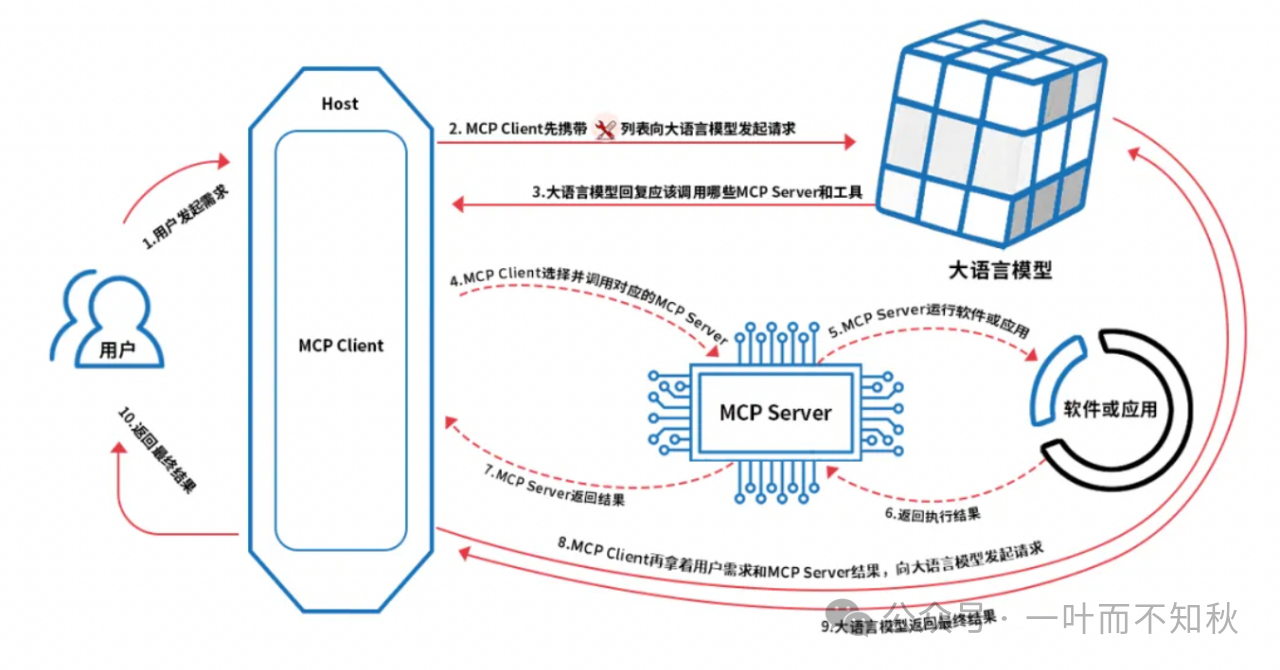 Host
2. MCP Client先携带 列表向大语言模型发起请求
3.大语言模型回复应该调用哪些MCP Server和工具
1.用户发起需求
大语言模型
4.MCP Client选择并调用对应的MCP Server
5.MCP Server运行软件或应用
用户
MCP Client
MCP Server
软件或应用
10.返回最终结果
7.MCP Server返回结果
6.返回执行结果
8.MCP Client再拿着用户需求和MCP Server结果，向大语言模型发起请求
9.大语言模型返回最终结果
公众号 · 一叶而不知秋